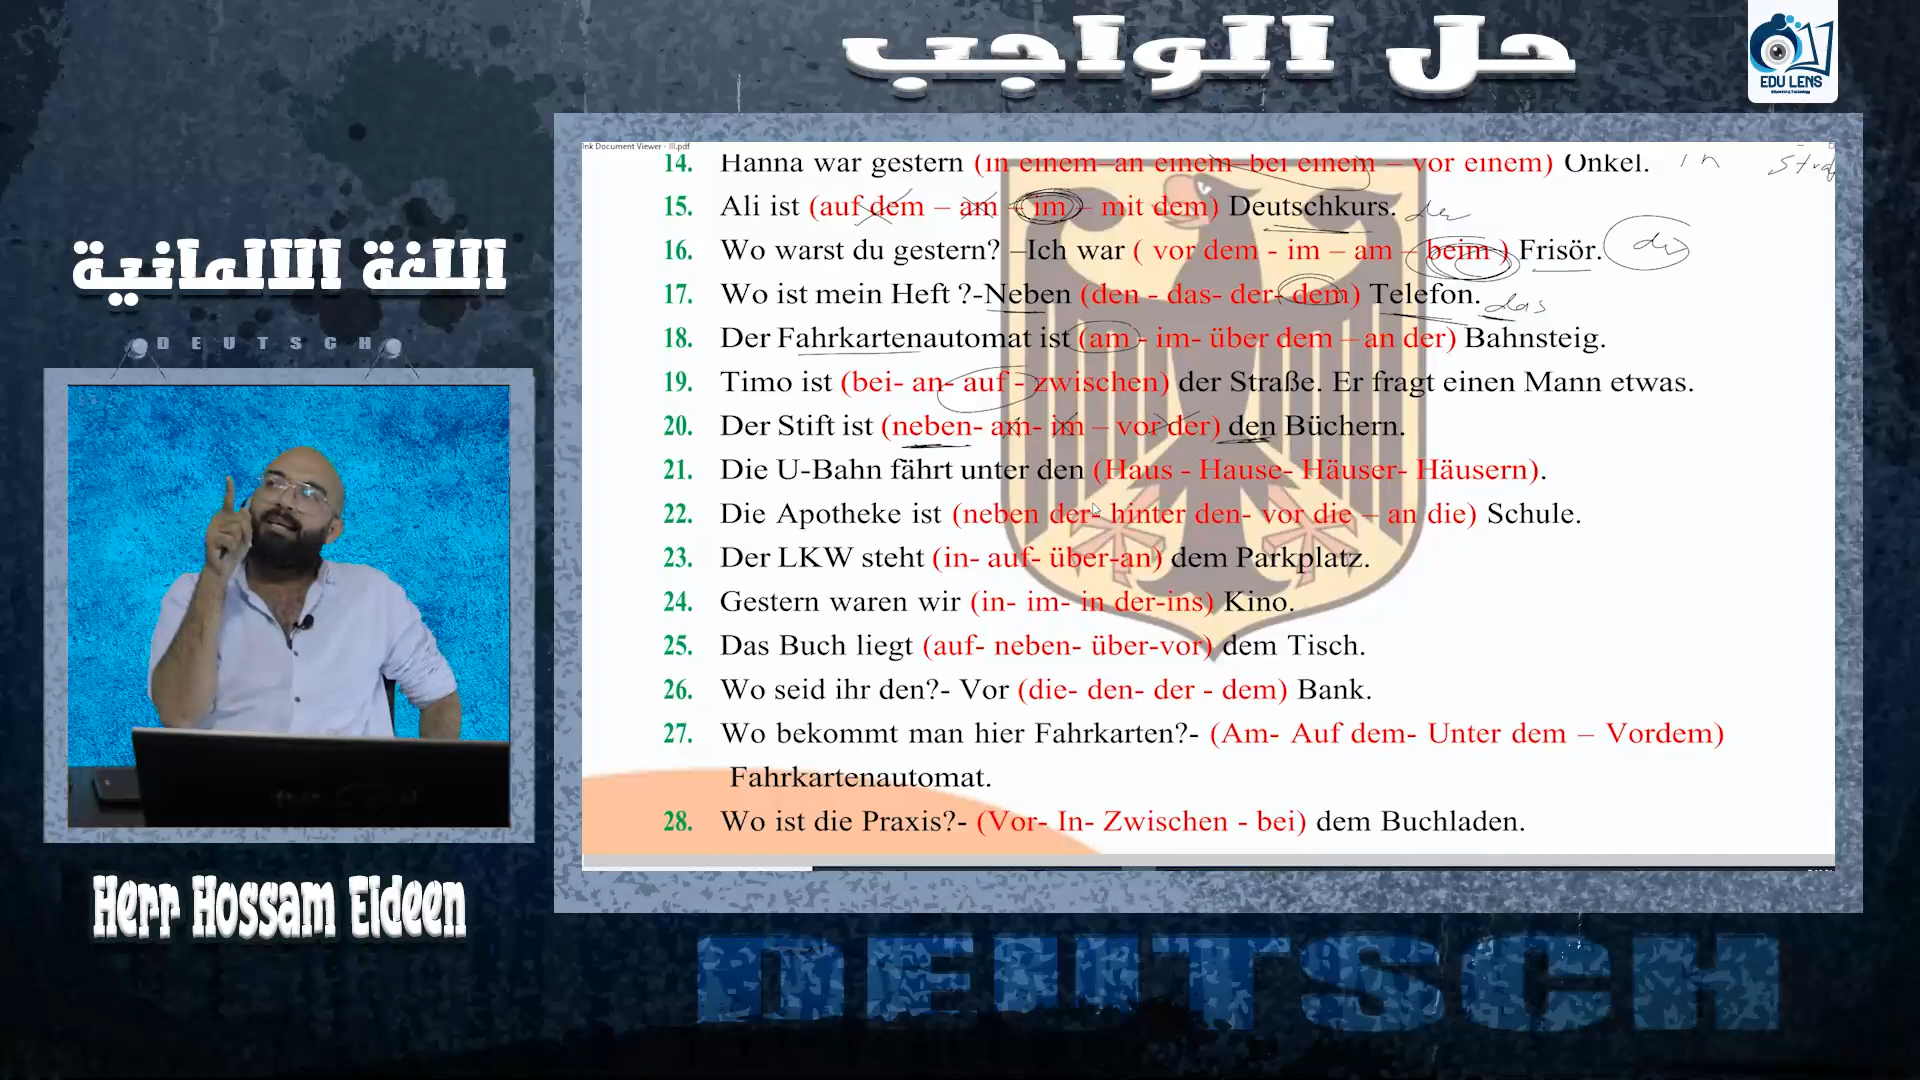 حل الواجب
EDU LENS
Ink Document Viewer - III.pdf
14. Hanna war gestern (in einem–an einem–bei einem – vor einem) Onkel. in
15. Ali ist (auf dem – am – im – mit dem) Deutschkurs. der
16. Wo warst du gestern? –Ich war ( vor dem - im – am – beim ) Frisör.
17. Wo ist mein Heft ?-Neben (den - das- der- dem) Telefon. das
18. Der Fahrkartenautomat ist (am - im- über dem – an der) Bahnsteig.
19. Timo ist (bei- an- auf - zwischen) der Straße. Er fragt einen Mann etwas.
20. Der Stift ist (neben- am- im – vor der) den Büchern.
21. Die U-Bahn fährt unter den (Haus - Hause- Häuser- Häusern).
22. Die Apotheke ist (neben der- hinter den- vor die – an die) Schule.
23. Der LKW steht (in- auf- über-an) dem Parkplatz.
24. Gestern waren wir (in- im- in der-ins) Kino.
25. Das Buch liegt (auf- neben- über-vor) dem Tisch.
26. Wo seid ihr den?- Vor (die- den- der - dem) Bank.
27. Wo bekommt man hier Fahrkarten?- (Am- Auf dem- Unter dem – Vordem)
Fahrkartenautomat.
28. Wo ist die Praxis?- (Vor- In- Zwischen - bei) dem Buchladen.
اللغة الالمانية
DEUTSCH
Herr Hossam Eldeen
DEUTSCH